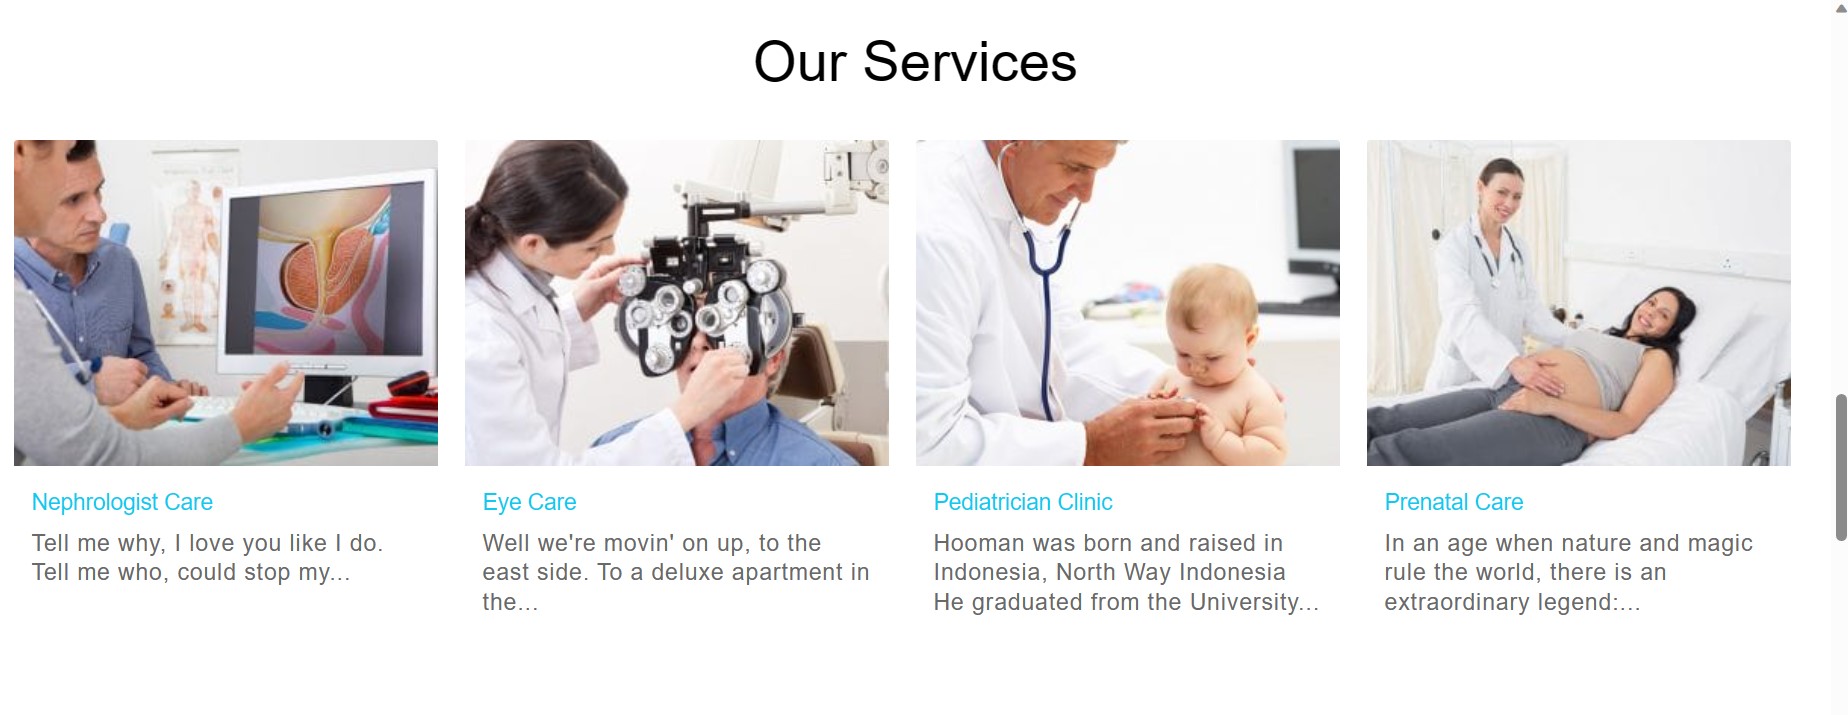 Our Services
Nephrologist Care
Tell me why, I love you like I do.
Tell me who, could stop my...
Eye Care
Well we're movin' on up, to the
east side. To a deluxe apartment in
the...
Pediatrician Clinic
Hooman was born and raised in
Indonesia, North Way Indonesia
He graduated from the University...
Prenatal Care
In an age when nature and magic
rule the world, there is an
extraordinary legend:...